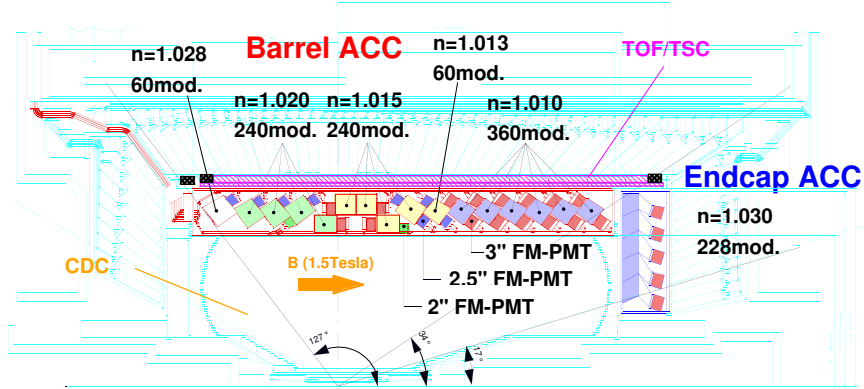 Barrel ACC
n=1.028
60mod.
n=1.020
240mod.
n=1.015
240mod.
n=1.013
60mod.
n=1.010
360mod.
TOF/TSC
Endcap ACC
n=1.030
228mod.
3" FM-PMT
2.5" FM-PMT
2" FM-PMT
CDC
B (1.5Tesla)
127°
34°
17°